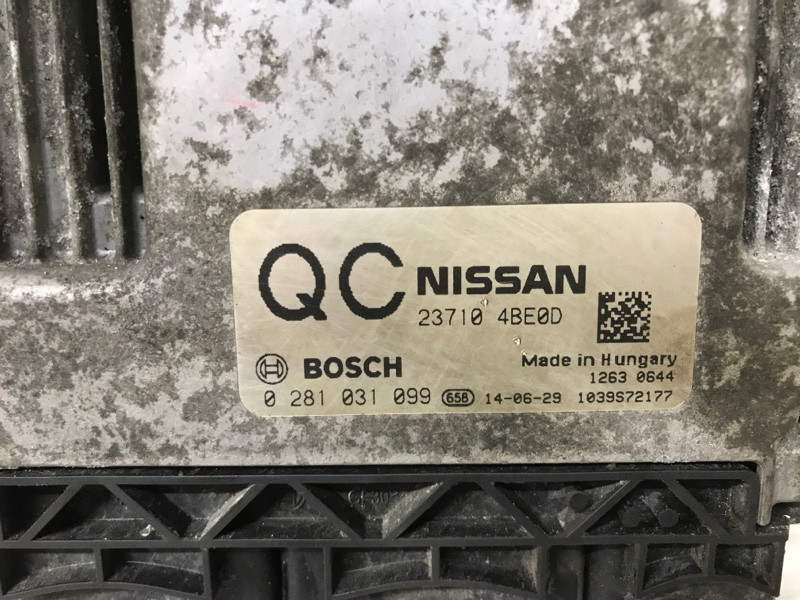 QC NISSAN
23710 4BE0D
BOSCH
Made in Hungary
1263 0644
0 281 031 099 658 14-06-29 1039S72177